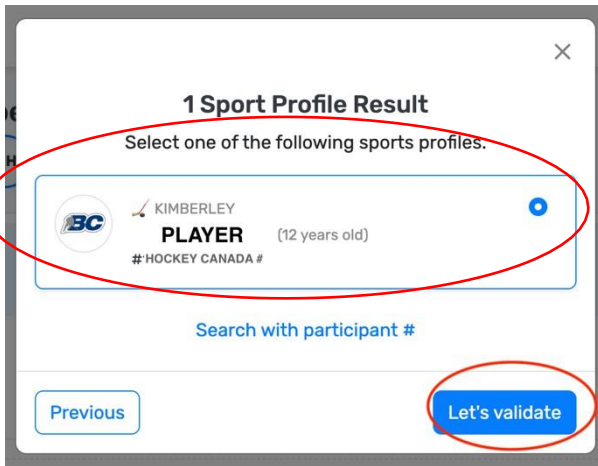 1 Sport Profile Result
Select one of the following sports profiles.
BC
KIMBERLEY
PLAYER (12 years old)
# HOCKEY CANADA #
Search with participant #
Previous
Let's validate